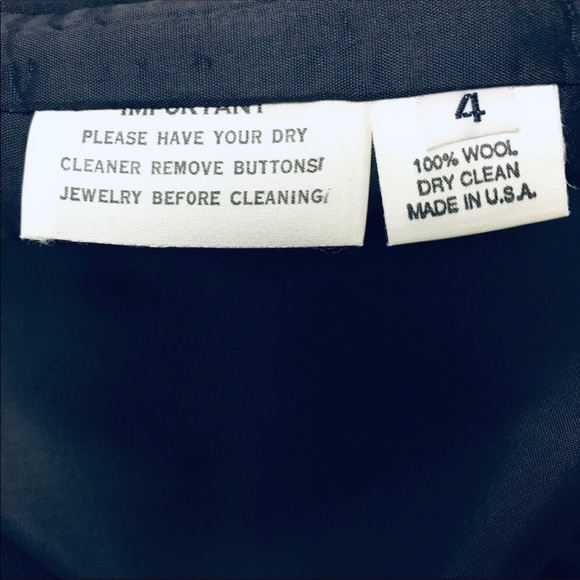 IMPORTANT
PLEASE HAVE YOUR DRY
CLEANER REMOVE BUTTONS/
JEWELRY BEFORE CLEANING/
4
100% WOOL
DRY CLEAN
MADE IN U.S.A.